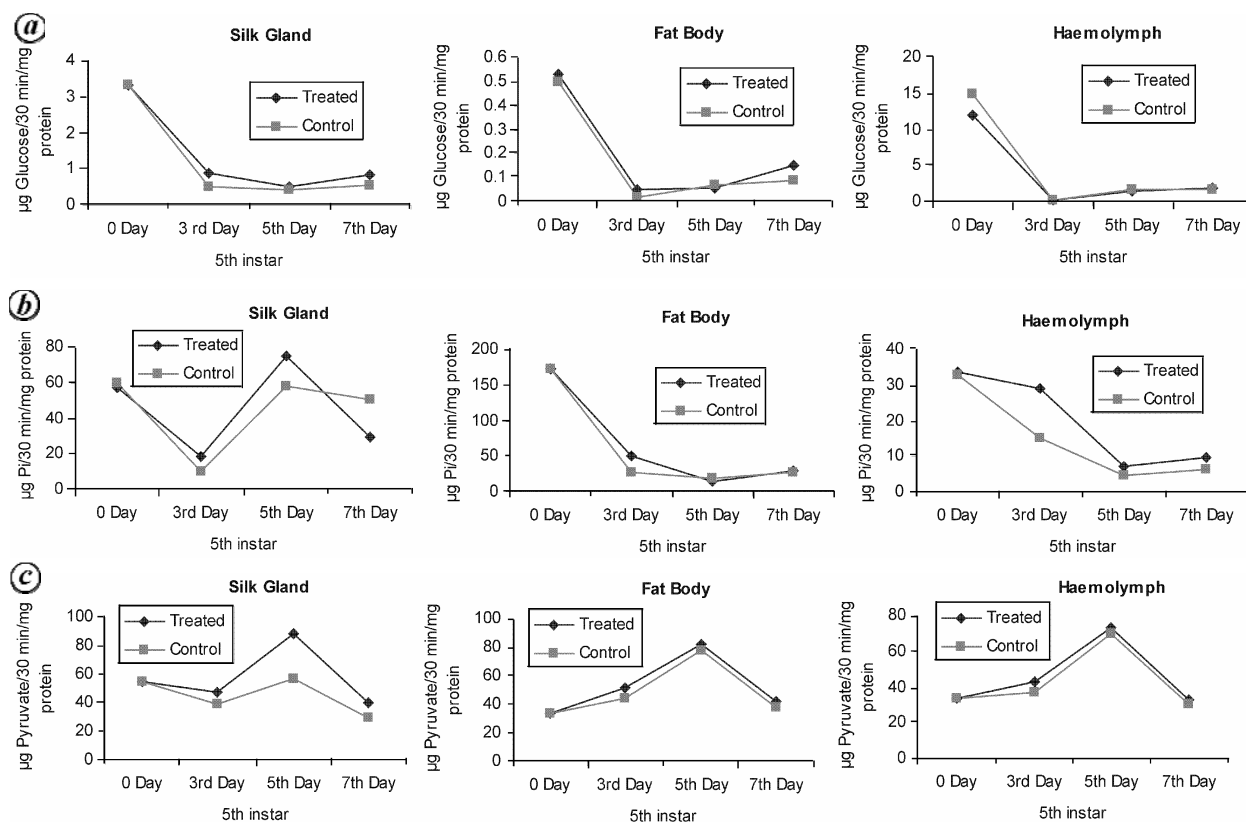 a
Silk Gland
µg Glucose/30 min/mg
protein
4
3
2
1
0
Treated
Control
0 Day 3 rd Day 5th Day 7th Day
5th instar
Fat Body
µg Glucose/30 min/mg
protein
0.6
0.5
0.4
0.3
0.2
0.1
0
Treated
Control
0 Day 3rd Day 5th Day 7th Day
5th instar
Haemolymph
µg Glucose/30 min/mg
protein
20
15
10
5
0
Treated
Control
0 Day 3rd Day 5th Day 7th Day
5th instar
b
Silk Gland
µg Pi/30 min/mg protein
80
60
40
20
0
Treated
Control
0 Day 3rd Day 5th Day 7th Day
5th instar
Fat Body
µg Pi/30 min/mg protein
200
150
100
50
0
Treated
Control
0 Day 3rd Day 5th Day 7th Day
5th instar
Haemolymph
µg Pi/30 min/mg protein
40
30
20
10
0
Treated
Control
0 Day 3rd Day 5th Day 7th Day
5th instar
c
Silk Gland
µg Pyruvate/30 min/mg
protein
100
80
60
40
20
0
Treated
Control
0 Day 3rd Day 5th Day 7th Day
5th instar
Fat Body
µg Pyruvate/30 min/mg
protein
100
80
60
40
20
0
Treated
Control
0 Day 3rd Day 5th Day 7th Day
5th instar
Haemolymph
µg Pyruvate/30 min/mg
protein
80
60
40
20
0
Treated
Control
0 Day 3rd Day 5th Day 7th Day
5th instar